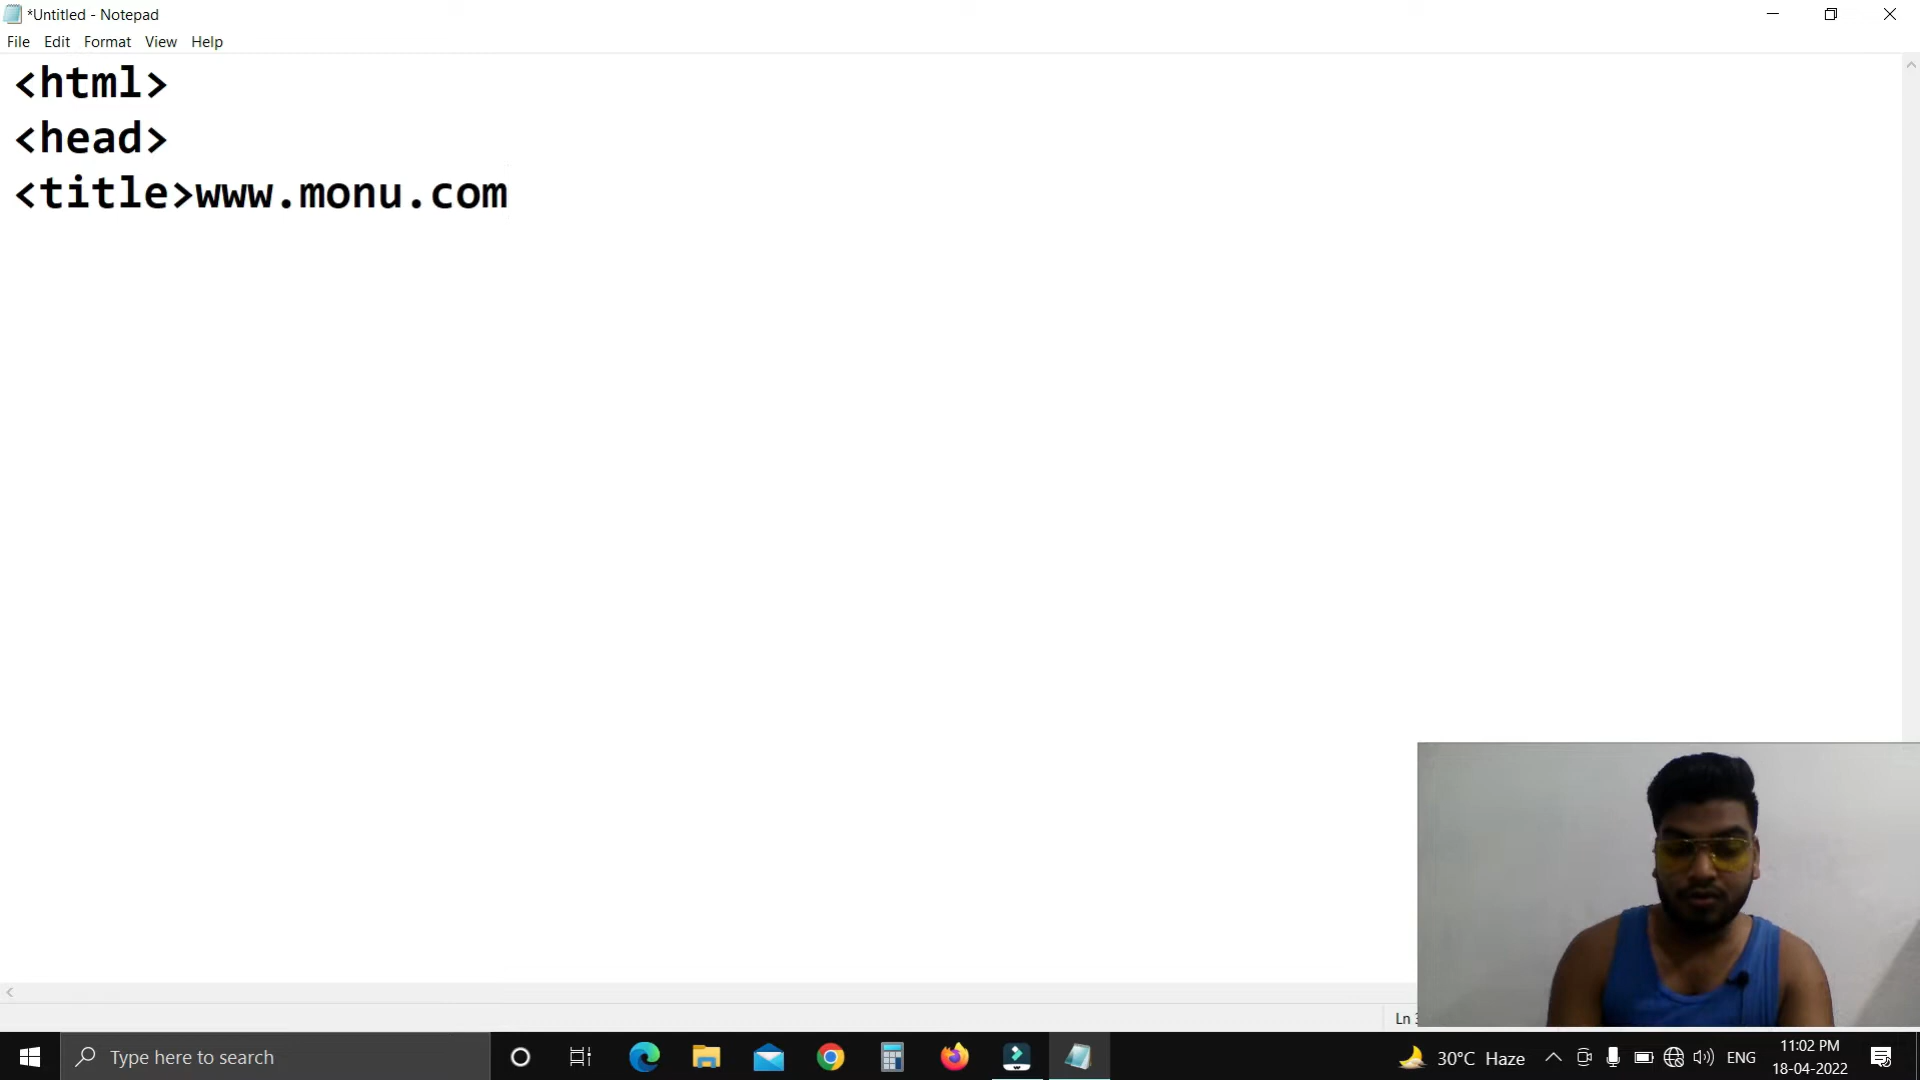 *Untitled - Notepad
File Edit Format View Help
<html>
<head>
<title>www.monu.com
Ln
Type here to search
30°C Haze
ENG
11:02 PM
18-04-2022